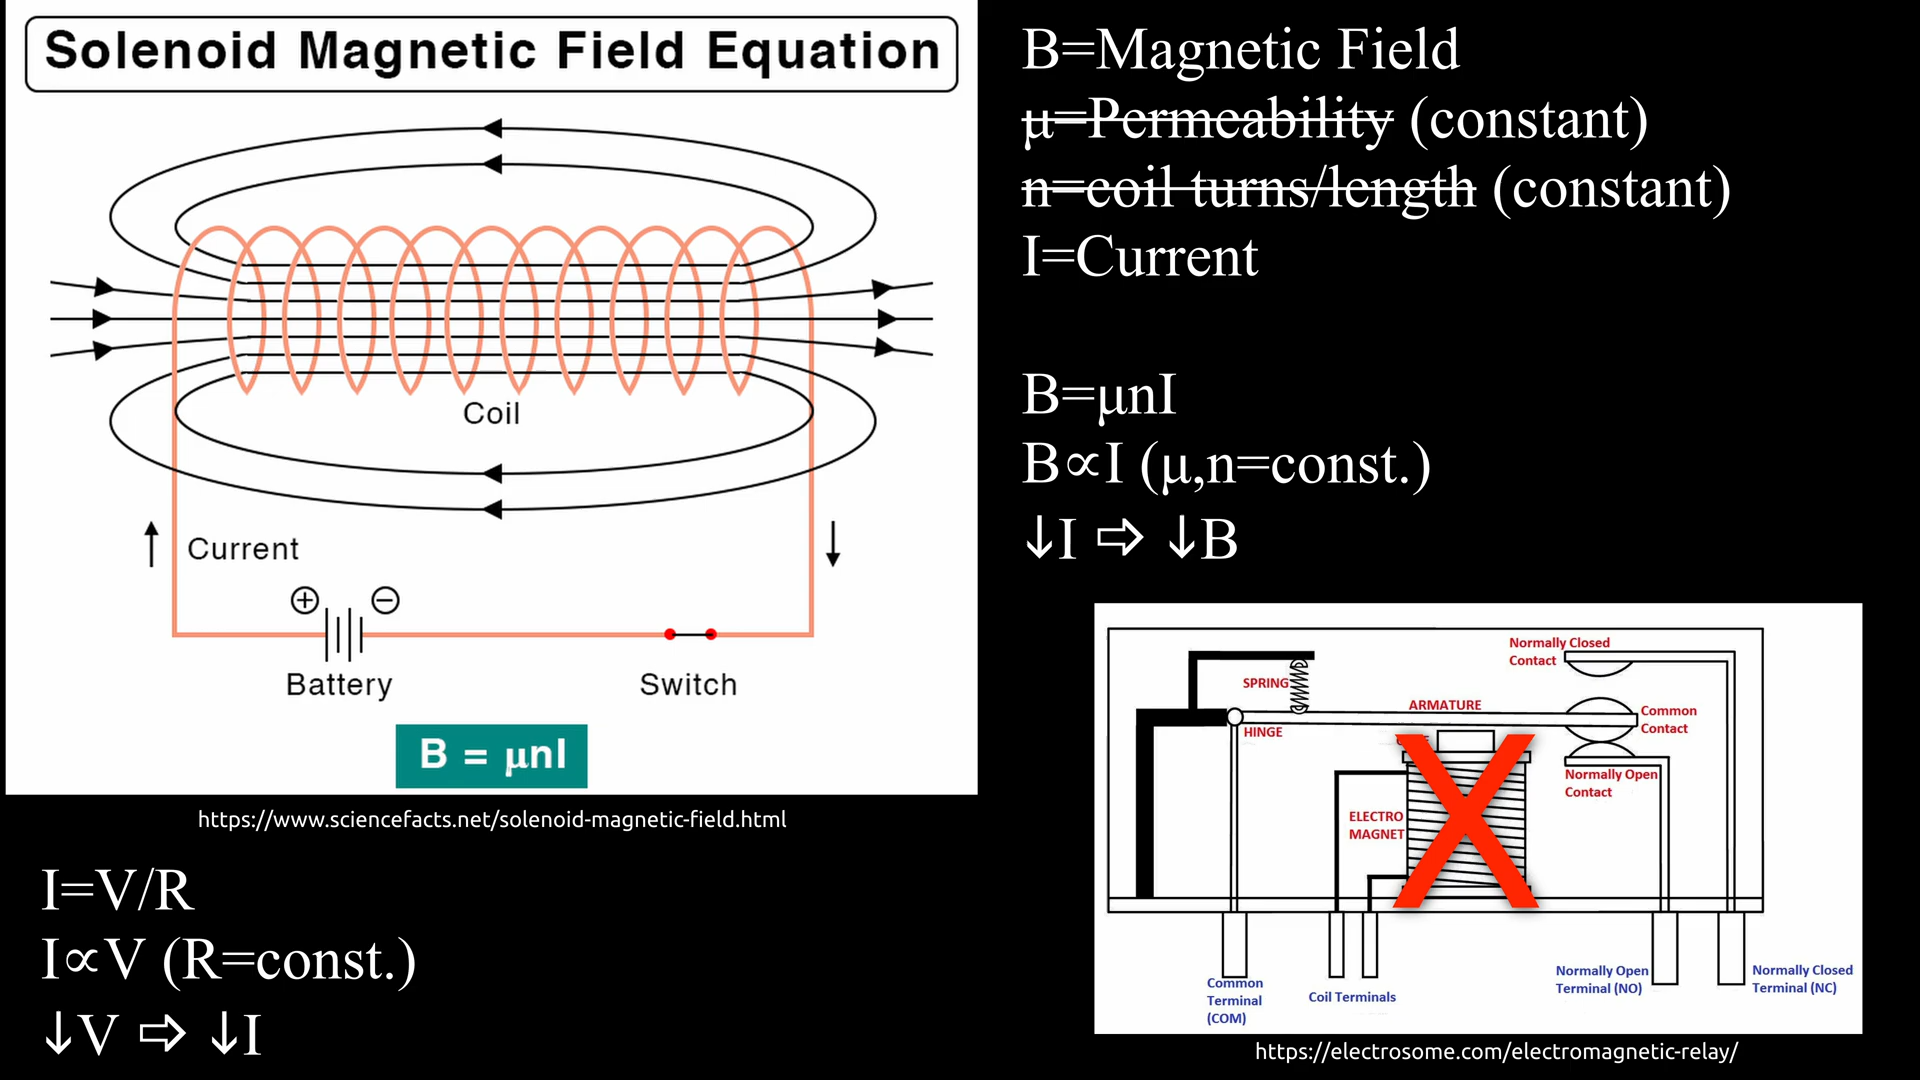 Solenoid Magnetic Field Equation
Coil
Current
Battery
Switch
B = μnI
https://www.sciencefacts.net/solenoid-magnetic-field.html
I=V/R
I∝V (R=const.)
↓V ⇨ ↓I
B=Magnetic Field
μ=Permeability (constant)
n=coil turns/length (constant)
I=Current
B=μnI
B∝I (μ,n=const.)
↓I ⇨ ↓B
Normally Closed
Contact
SPRING
ARMATURE
Common
Contact
HINGE
Normally Open
Contact
ELECTRO
MAGNET
Common
Terminal
(COM)
Coil Terminals
Normally Open
Terminal (NO)
Normally Closed
Terminal (NC)
https://electrosome.com/electromagnetic-relay/